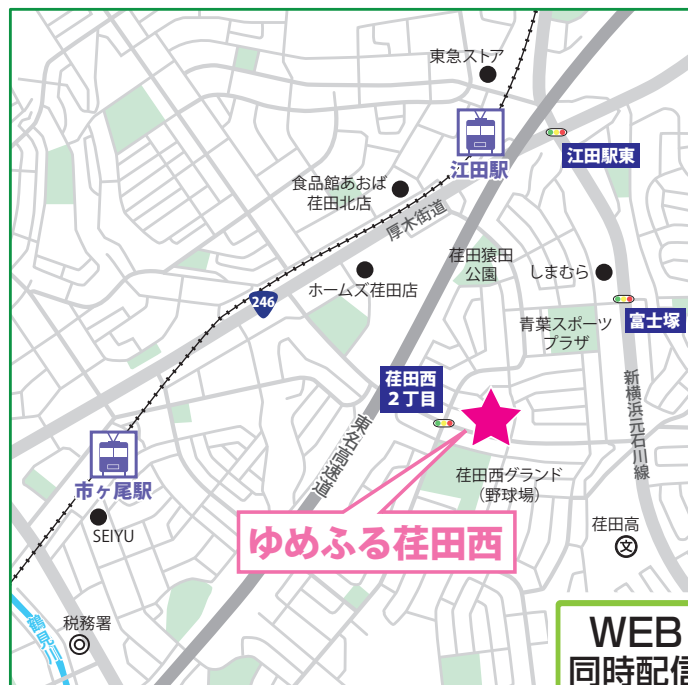 東急ストア
江田駅
江田駅東
食品館あおば
荏田北店
厚木街道
荏田猿田
公園
しまむら
ホームズ荏田店
246
富士塚
青葉スポーツ
プラザ
荏田西
2丁目
新横浜元石川線
東名高速道
市ヶ尾駅
荏田西グランド
(野球場)
SEIYU
ゆめふる荏田西
荏田高
文
鶴見川
税務署
WEB
同時配信